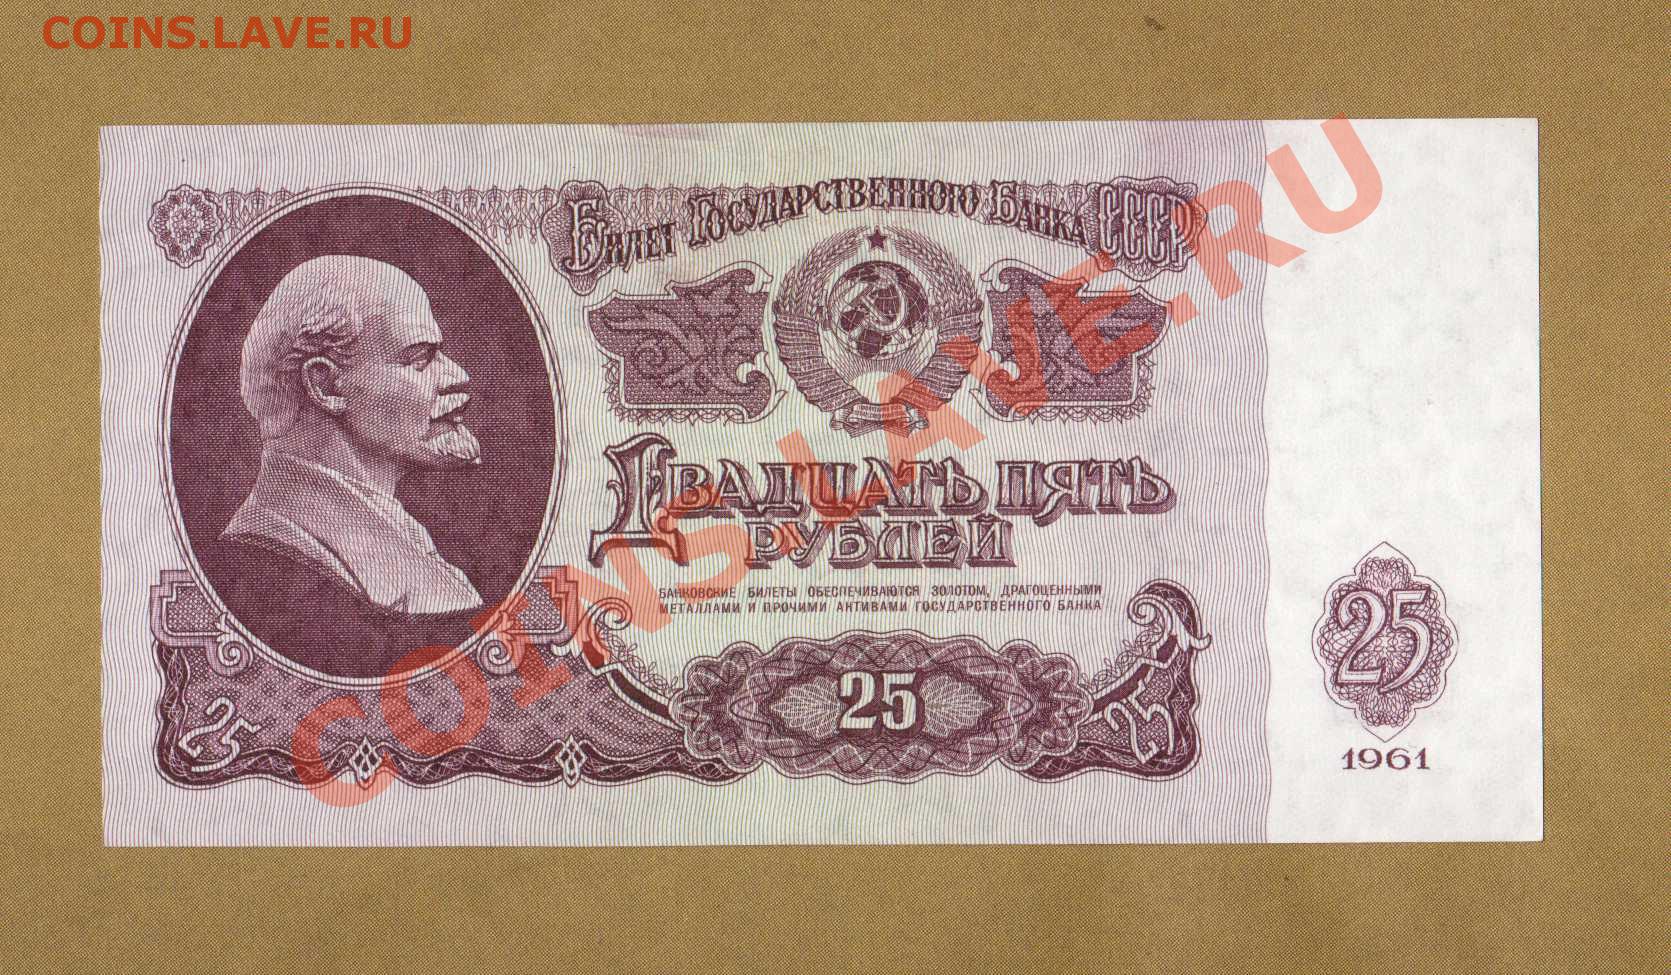 COINS.LAVE.RU
Билет Государственного Банка СССР
Двадцать пять
рублей
БАНКОВСКИЕ БИЛЕТЫ ОБЕСПЕЧИВАЮТСЯ ЗОЛОТОМ, ДРАГОЦЕННЫМИ
МЕТАЛЛАМИ И ПРОЧИМИ АКТИВАМИ ГОСУДАРСТВЕННОГО БАНКА
25
25
25
25
1961
COINS.LAVE.RU